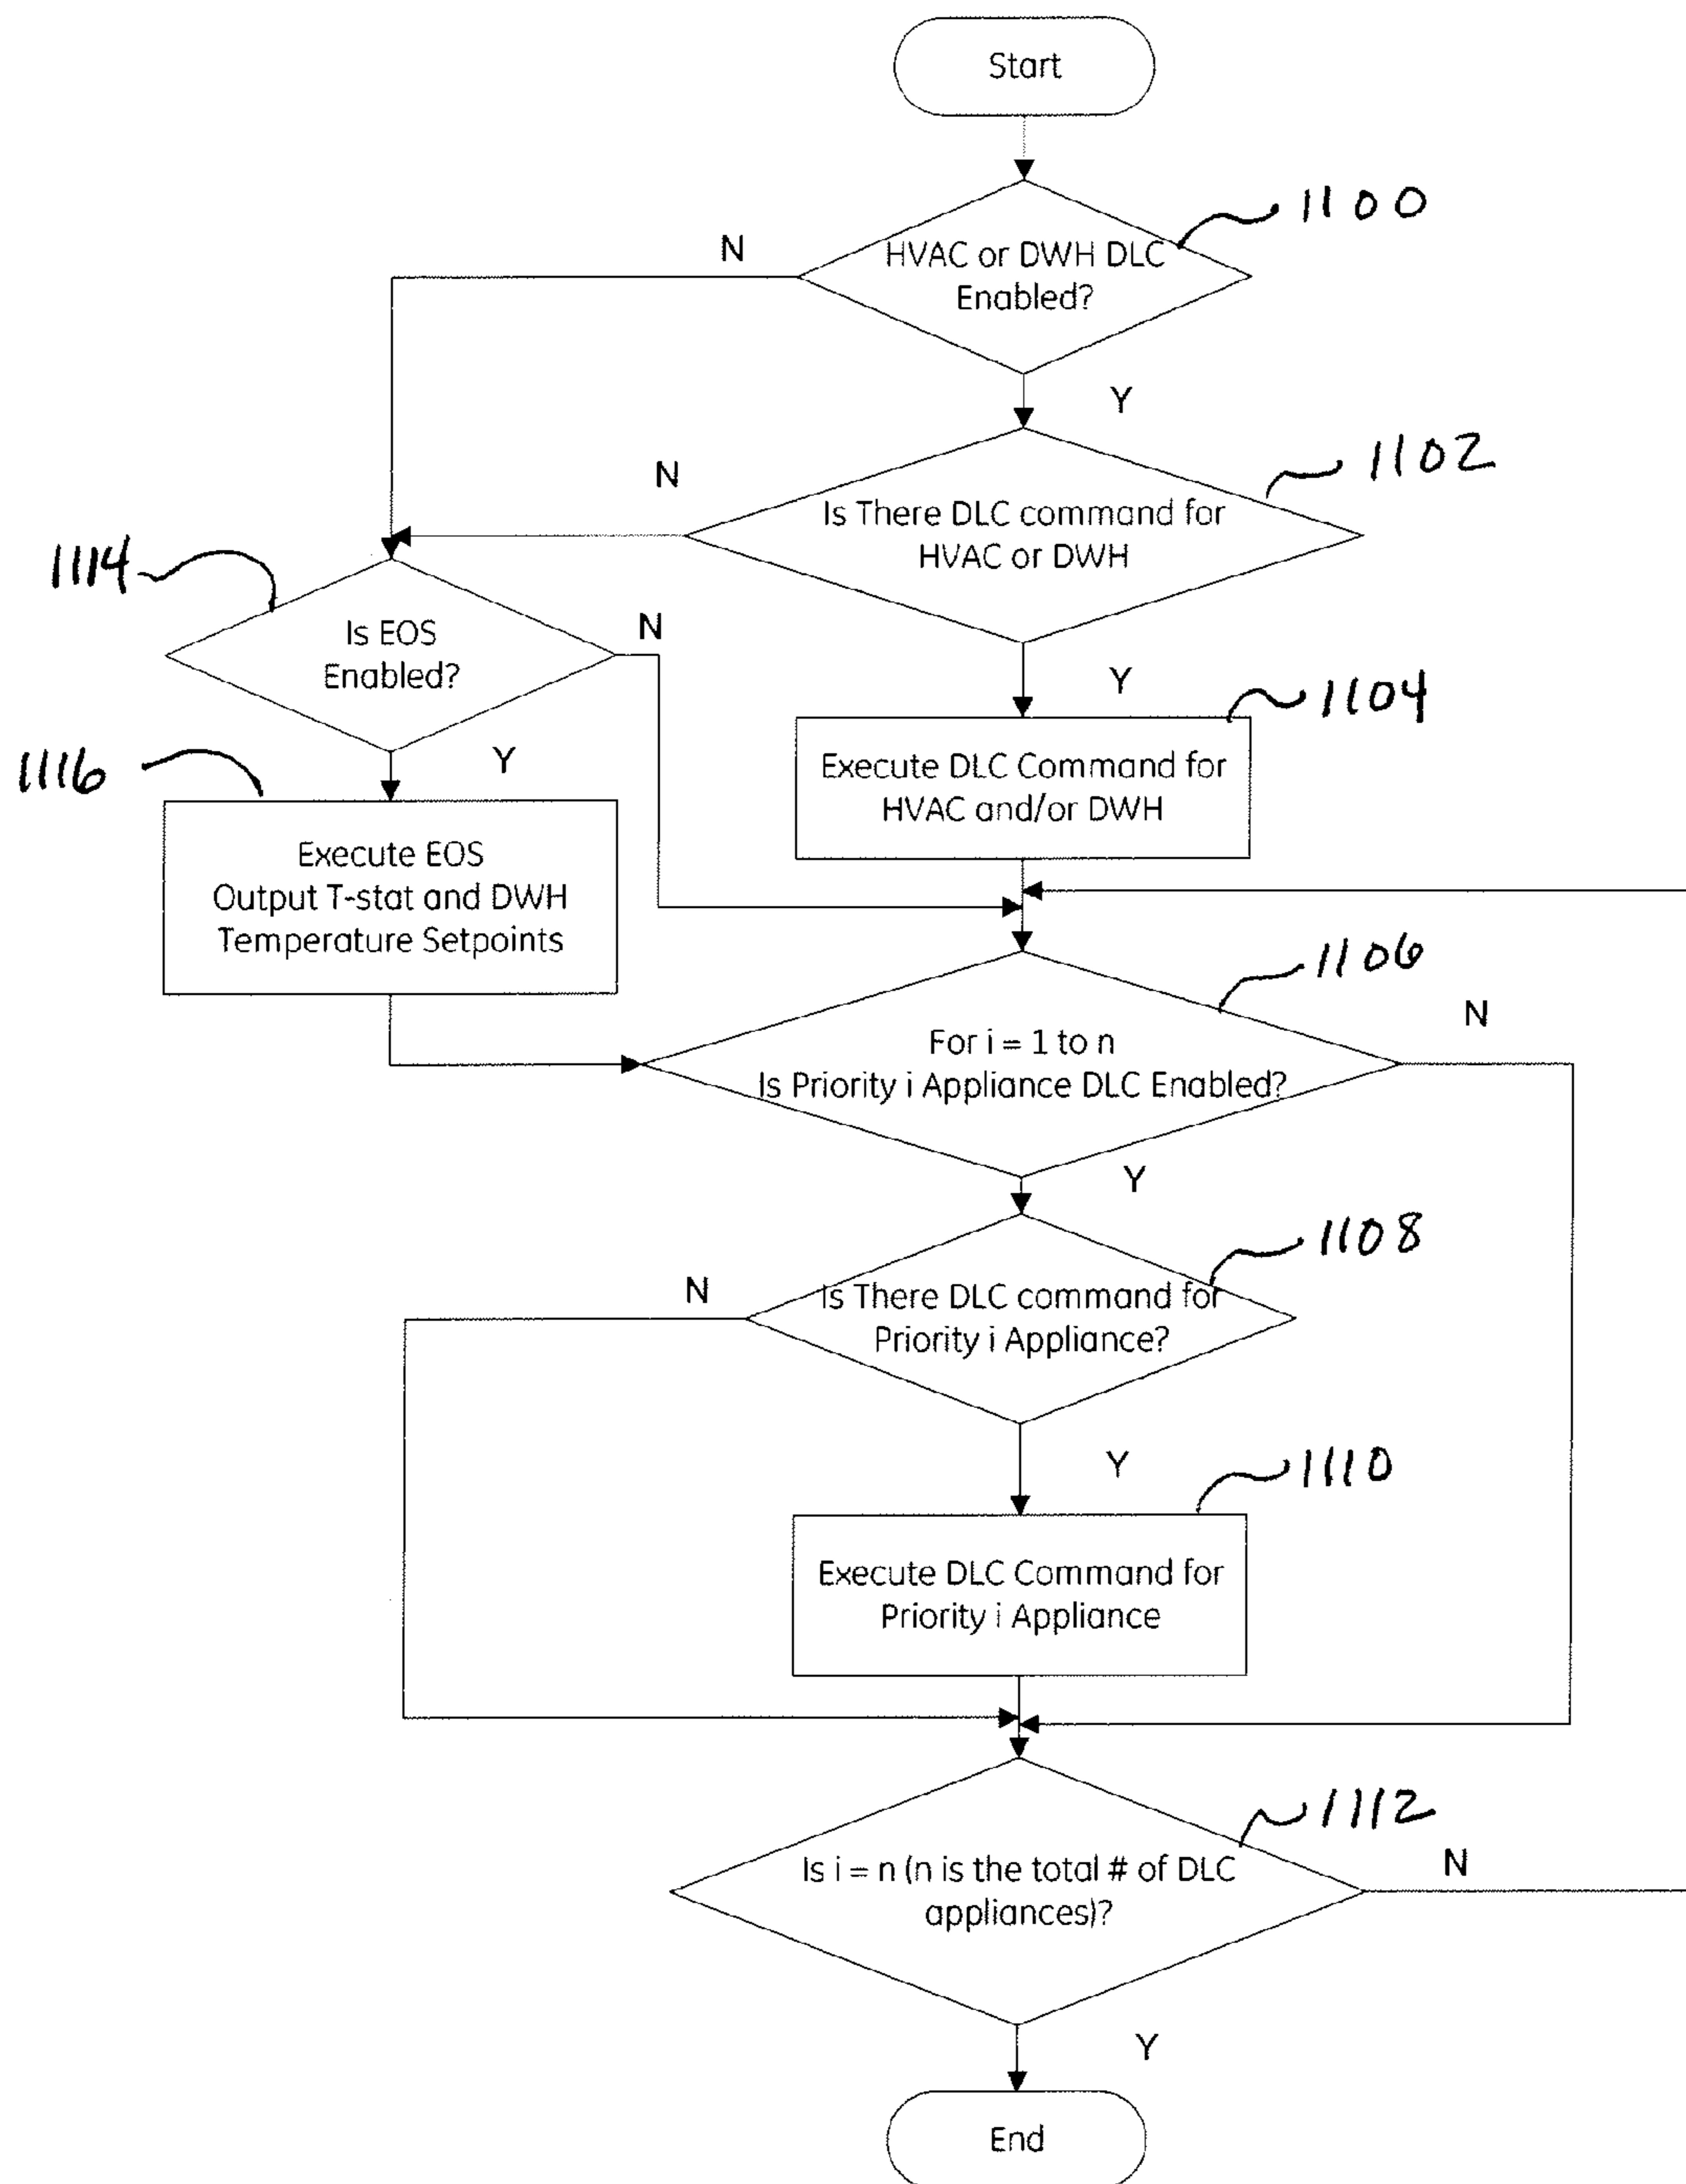 Start
1100
HVAC or DWH DLC
Enabled?
N
Y
1102
Is There DLC command for
HVAC or DWH
N
1114
Is EOS
Enabled?
N
Y
1104
Execute DLC Command for
HVAC and/or DWH
1116
Y
Execute EOS
Output T-stat and DWH
Temperature Setpoints
1106
For i = 1 to n
Is Priority i Appliance DLC Enabled?
N
Y
1108
Is There DLC command for
Priority i Appliance?
N
Y
1110
Execute DLC Command for
Priority i Appliance
1112
Is i = n (n is the total # of DLC
appliances)?
N
Y
End